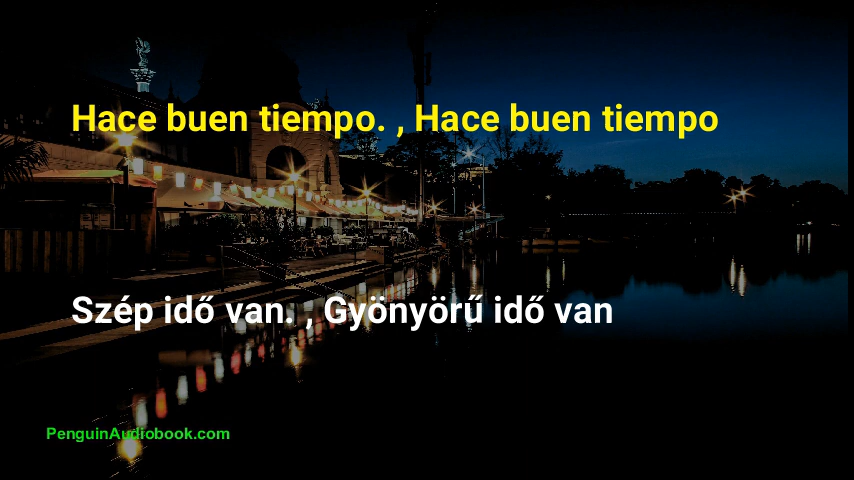 Hace buen tiempo. , Hace buen tiempo
Szép idő van. , Gyönyörű idő van
PenguinAudiobook.com